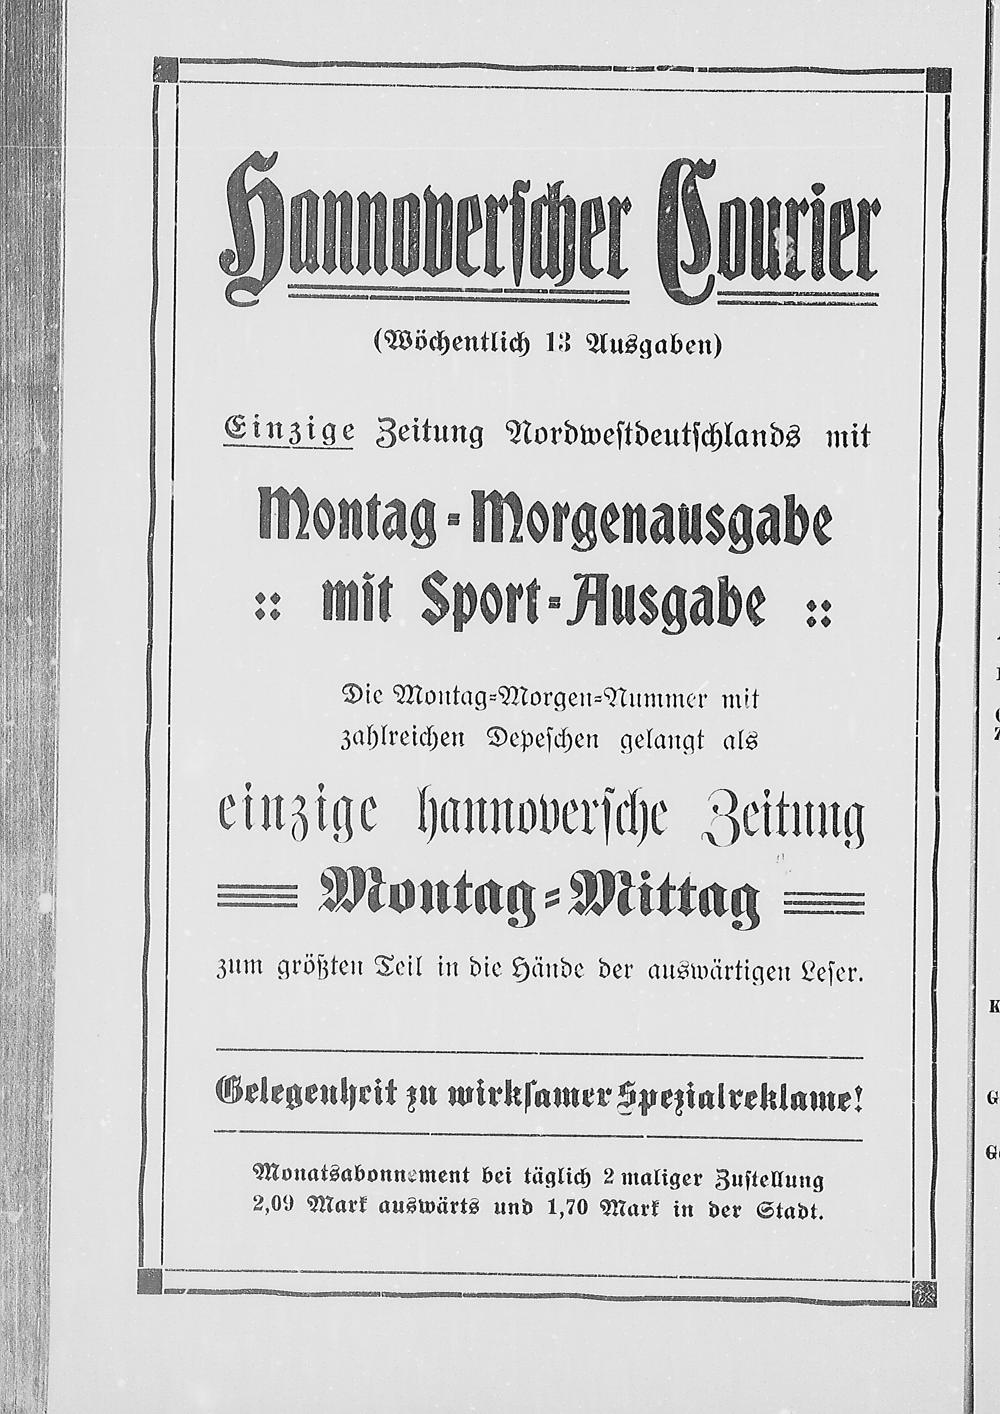 Hannoverscher Courier
(Wöchentlich 13 Ausgaben)
Einzige Zeitung Nordwestdeutschlands mit
Montag-Morgenausgabe
:: mit Sport-Ausgabe ::
Die Montag-Morgen-Nummer mit
zahlreichen Depeschen gelangt als
einzige hannoversche Zeitung
Montag-Mittag
zum größten Teil in die Hände der auswärtigen Leser.
Gelegenheit zu wirksamer Spezialreklame!
Monatsabonnement bei täglich 2 maliger Zustellung
2,09 Mark auswärts und 1,70 Mark in der Stadt.